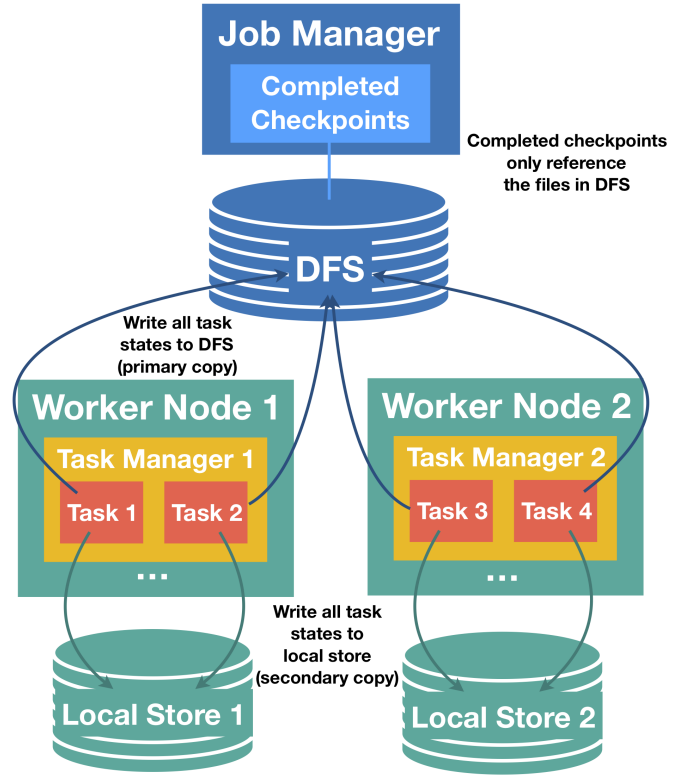 Job Manager
Completed
Checkpoints
Completed checkpoints
only reference
the files in DFS
DFS
Write all task
states to DFS
(primary copy)
Worker Node 1
Task Manager 1
Task 1
Task 2
...
Worker Node 2
Task Manager 2
Task 3
Task 4
...
Write all task
states to
local store
(secondary copy)
Local Store 1
Local Store 2